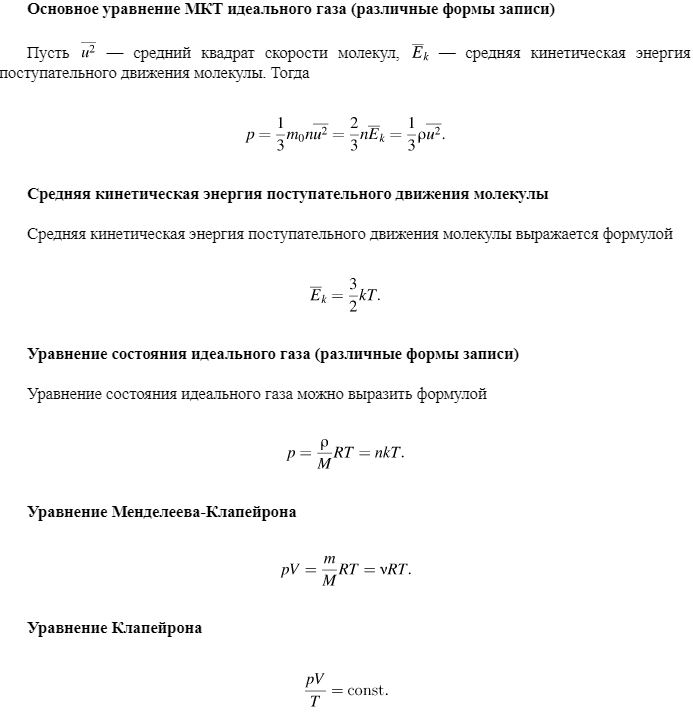 Основное уравнение МКТ идеального газа (различные формы записи)
Пусть $\overline{u^2}$ — средний квадрат скорости молекул, $\overline{E}_k$ — средняя кинетическая энергия
поступательного движения молекулы. Тогда
$p = \frac{1}{3}m_0n\overline{u^2} = \frac{2}{3}n\overline{E}_k = \frac{1}{3}\rho\overline{u^2}.$
Средняя кинетическая энергия поступательного движения молекулы
Средняя кинетическая энергия поступательного движения молекулы выражается формулой
$\overline{E}_k = \frac{3}{2}kT.$
Уравнение состояния идеального газа (различные формы записи)
Уравнение состояния идеального газа можно выразить формулой
$p = \frac{\rho}{M}RT = nkT.$
Уравнение Менделеева-Клапейрона
$pV = \frac{m}{M}RT = \nu RT.$
Уравнение Клапейрона
$\frac{pV}{T} = \text{const}.$